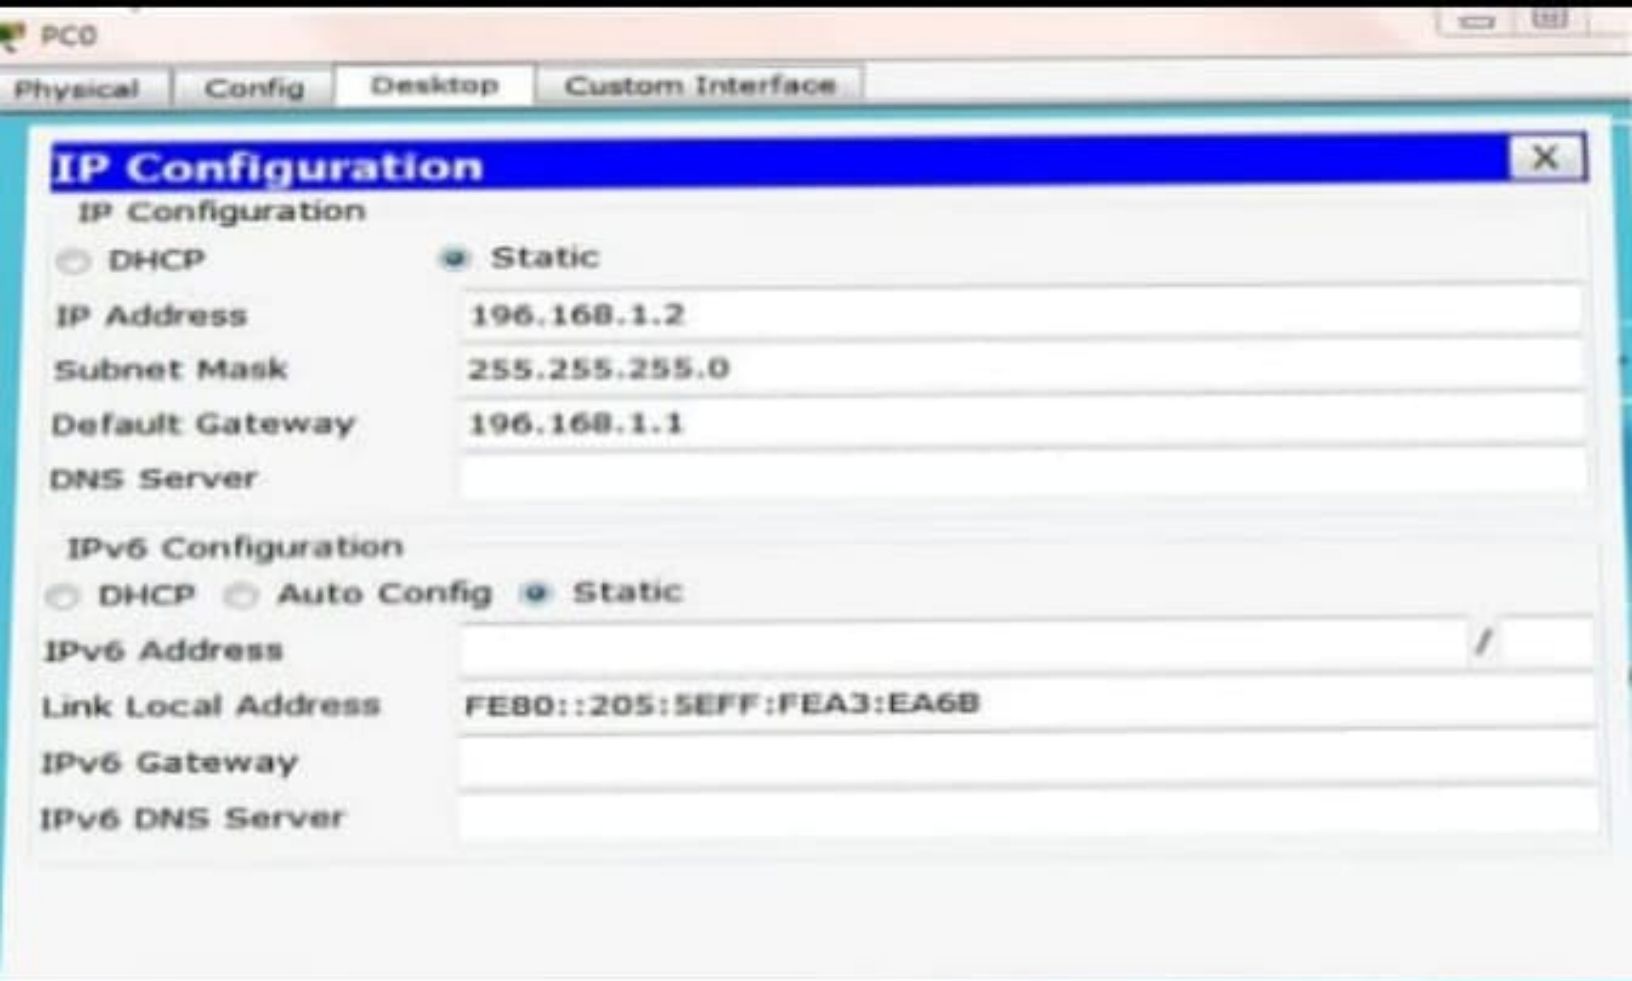 PC0
Physical Config Desktop Custom Interface
IP Configuration X
IP Configuration
DHCP Static
IP Address 196.168.1.2
Subnet Mask 255.255.255.0
Default Gateway 196.168.1.1
DNS Server
IPv6 Configuration
DHCP Auto Config Static
IPv6 Address /
Link Local Address FE80::205:5EFF:FEA3:EA6B
IPv6 Gateway
IPv6 DNS Server